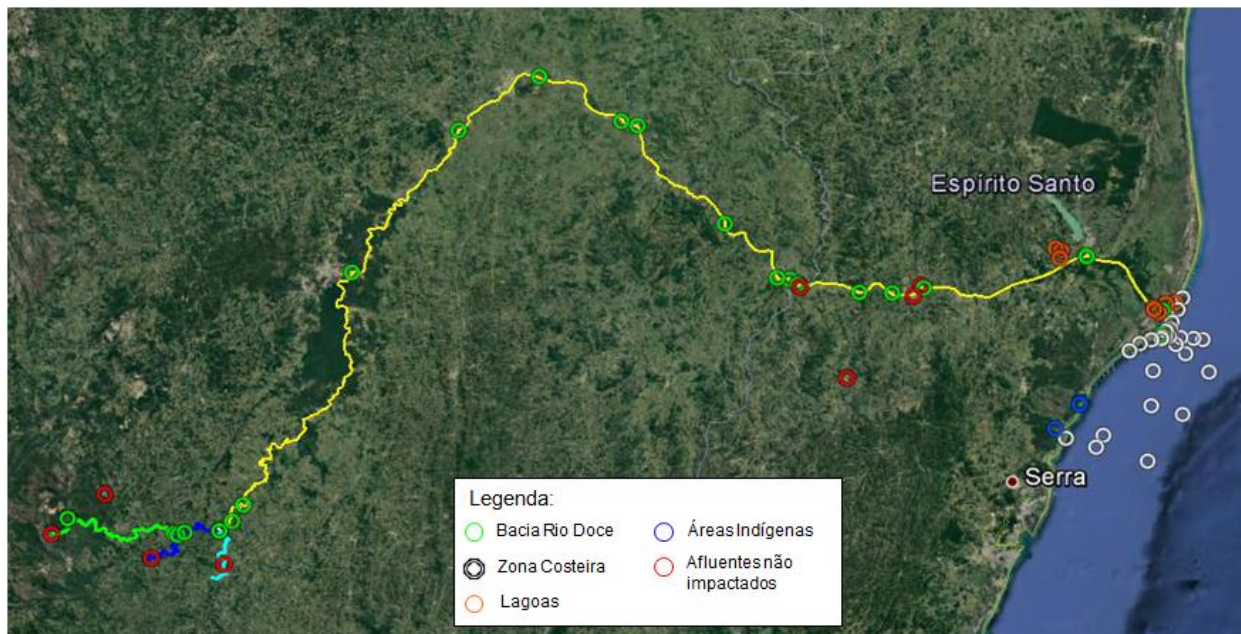 Espírito Santo
Serra
Legenda:
Bacia Rio Doce
Áreas Indígenas
Zona Costeira
Afluentes não
impactados
Lagoas